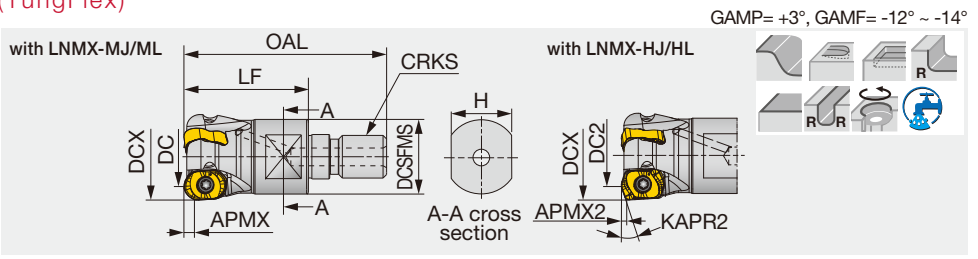 (TungFlex)
GAMP= +3°, GAMF= -12° ~ -14°
with LNMX-MJ/ML
OAL
CRKS
LF
A
H
DCX
DC
DCSFMS
APMX
A
A-A cross
section
with LNMX-HJ/HL
DCX
DC2
APMX2
KAPR2
R
R R